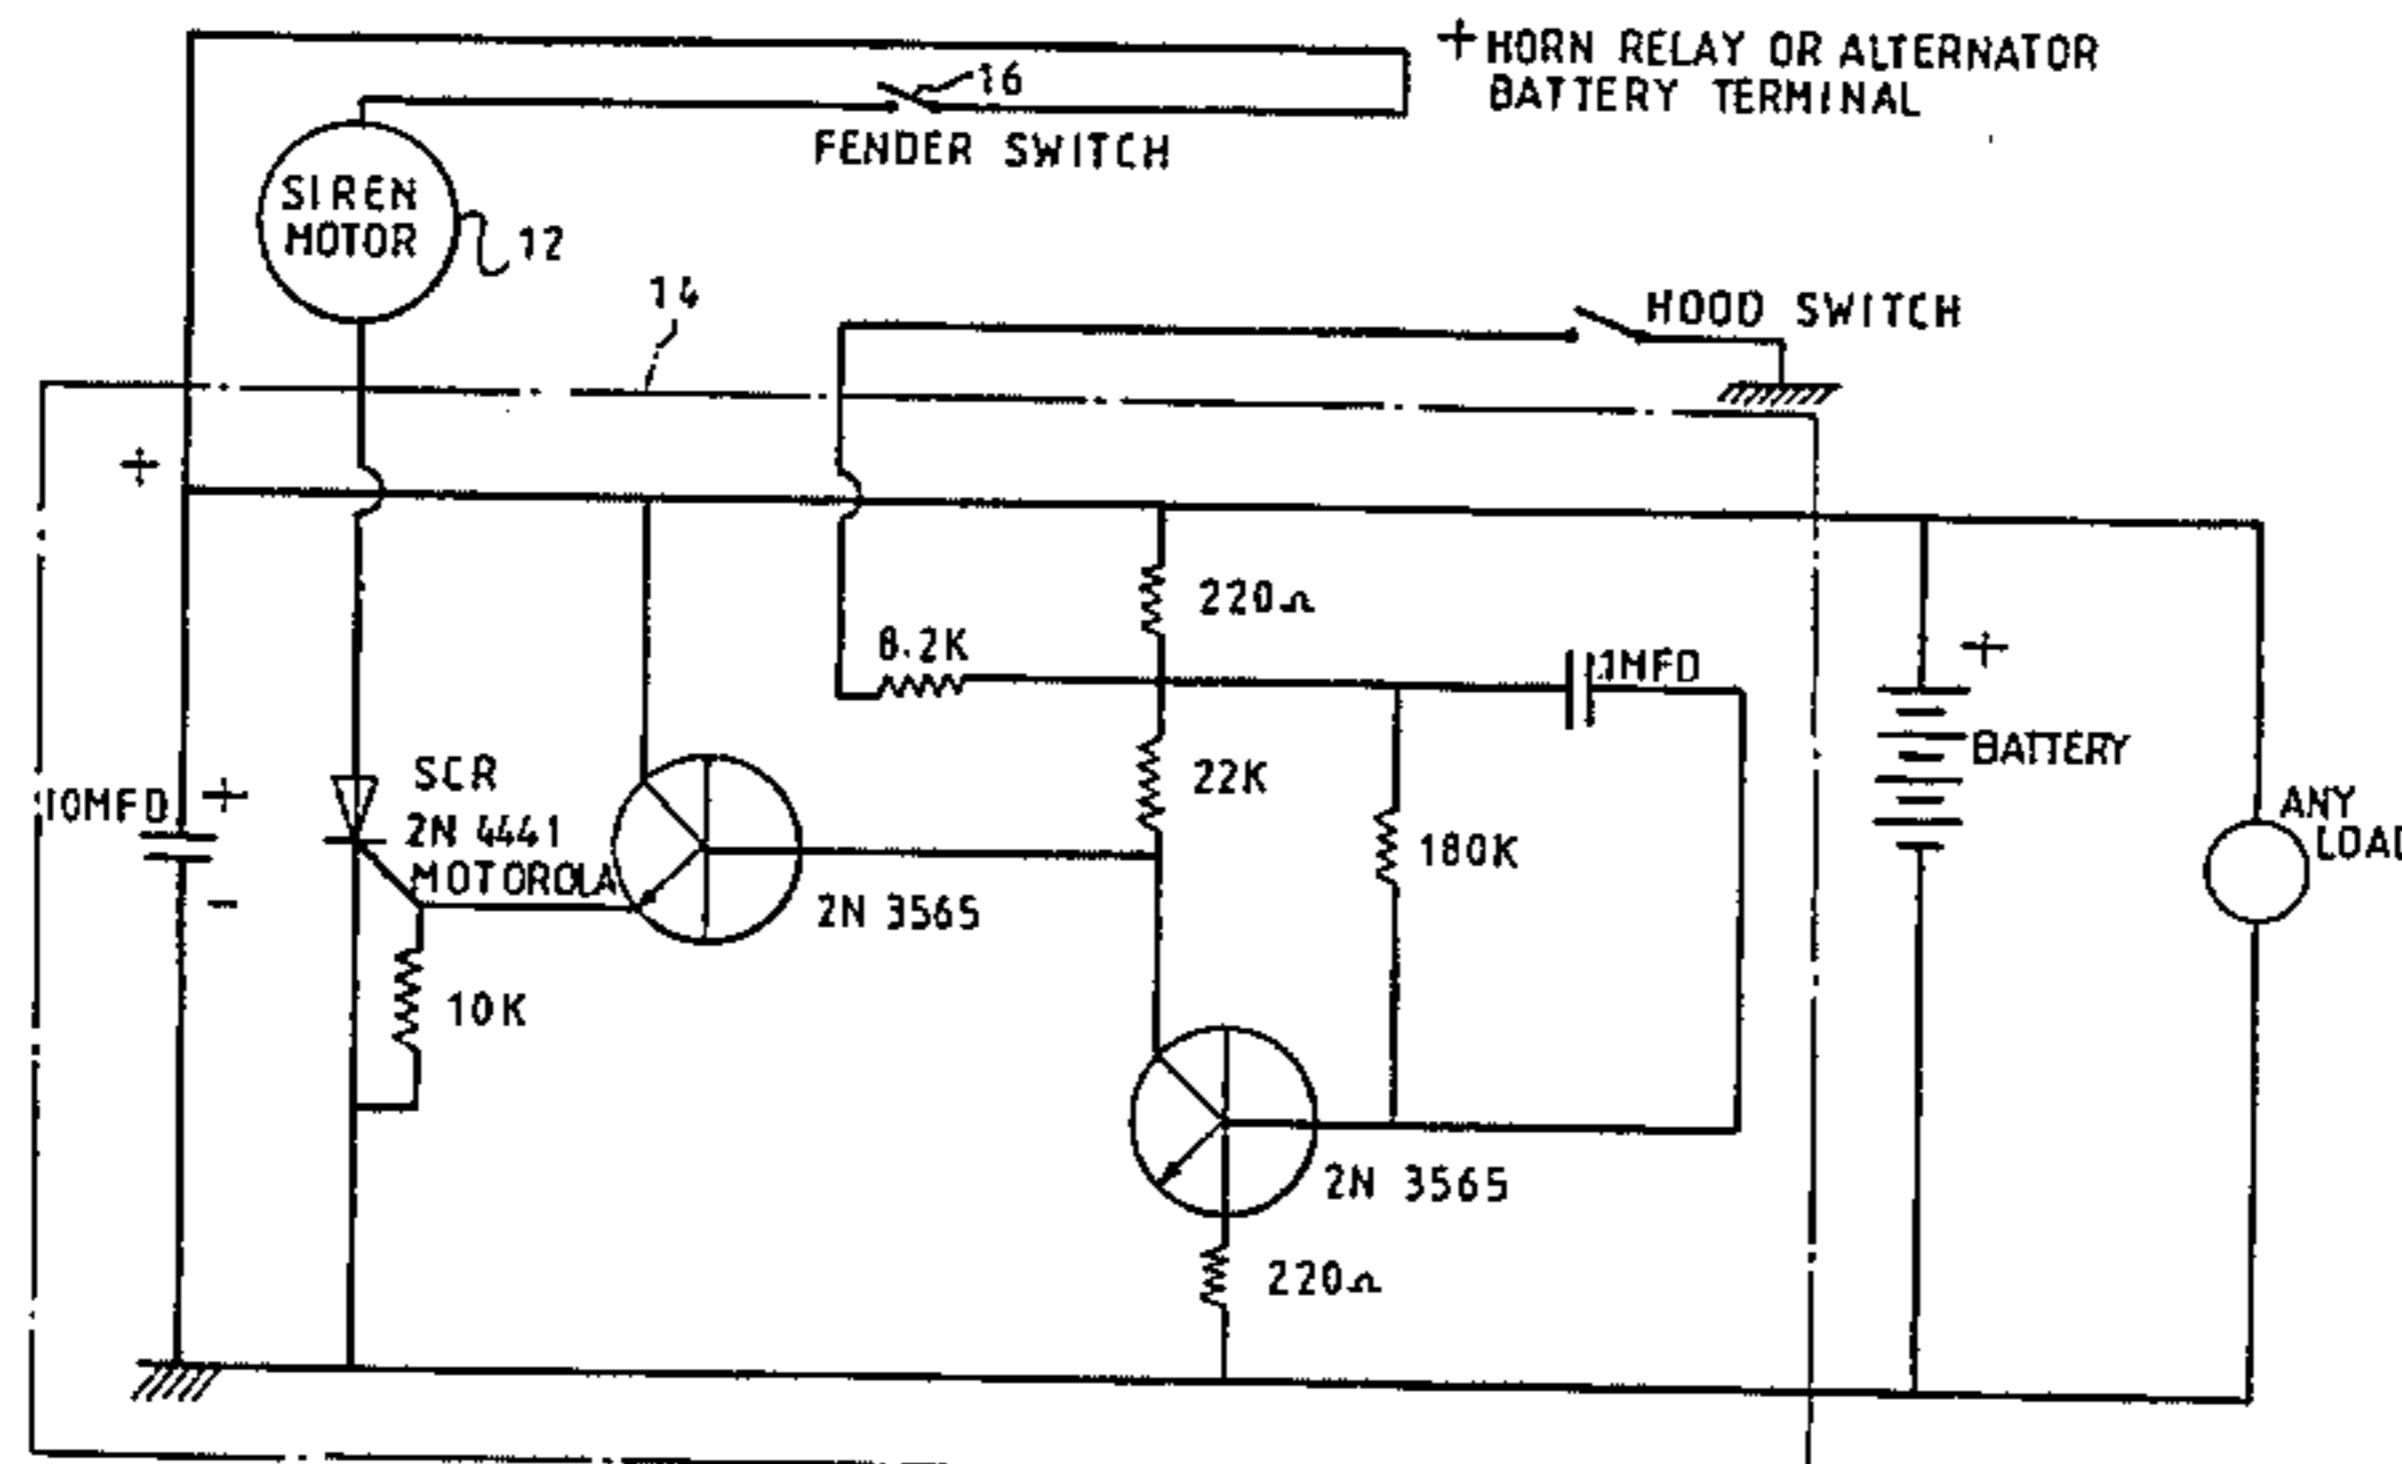 + HORN RELAY OR ALTERNATOR
BATTERY TERMINAL
16
FENDER SWITCH
SIREN
MOTOR
12
14
HOOD SWITCH
+
220Ω
8.2K
.1MFD
+
22K
BATTERY
SCR
2N 4441
MOTOROLA
10MFD
+
-
180K
ANY
LOAD
2N 3565
10K
2N 3565
220Ω